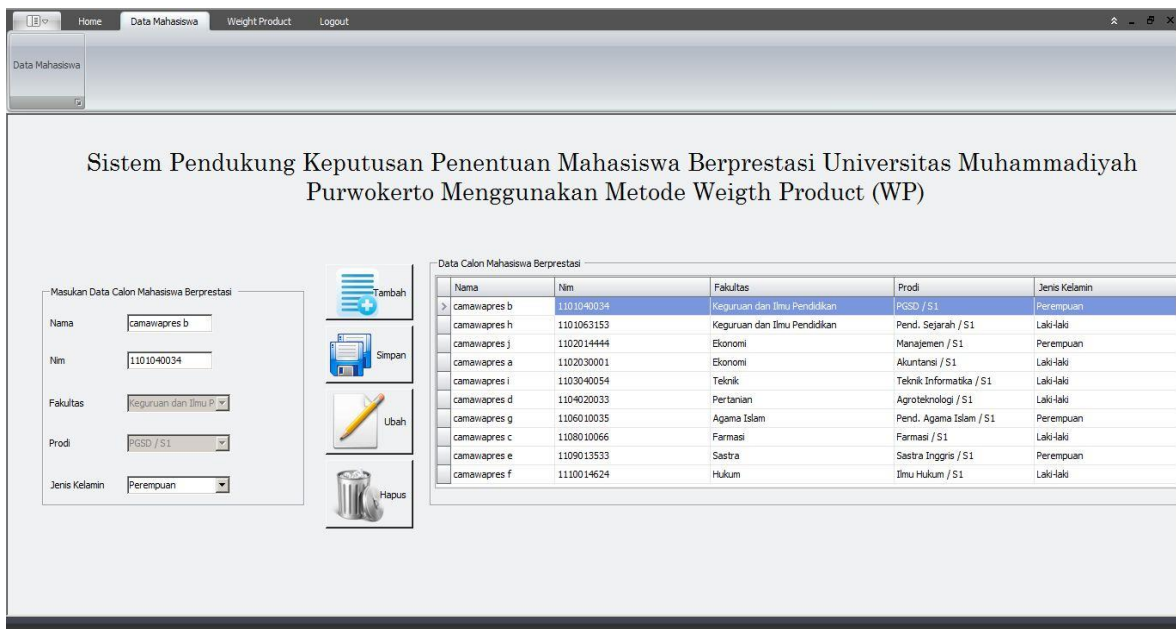 Home Data Mahasiswa Weight Product Logout
Data Mahasiswa
Sistem Pendukung Keputusan Penentuan Mahasiswa Berprestasi Universitas Muhammadiyah
Purwokerto Menggunakan Metode Weigth Product (WP)
Masukan Data Calon Mahasiswa Berprestasi
Nama camawapres b
Nim 1101040034
Fakultas Keguruan dan Ilmu P
Prodi PGSD / S1
Jenis Kelamin Perempuan
Tambah
Simpan
Ubah
Hapus
Data Calon Mahasiswa Berprestasi
Nama Nim Fakultas Prodi Jenis Kelamin
camawapres b 1101040034 Keguruan dan Ilmu Pendidikan PGSD / S1 Perempuan
camawapres h 1101063153 Keguruan dan Ilmu Pendidikan Pend. Sejarah / S1 Laki-laki
camawapres j 1102014444 Ekonomi Manajemen / S1 Perempuan
camawapres a 1102030001 Ekonomi Akuntansi / S1 Laki-laki
camawapres i 1103040054 Teknik Teknik Informatika / S1 Laki-laki
camawapres d 1104020033 Pertanian Agroteknologi / S1 Laki-laki
camawapres g 1106010035 Agama Islam Pend. Agama Islam / S1 Perempuan
camawapres c 1108010066 Farmasi Farmasi / S1 Laki-laki
camawapres e 1109013533 Sastra Sastra Inggris / S1 Perempuan
camawapres f 1110014624 Hukum Ilmu Hukum / S1 Laki-laki